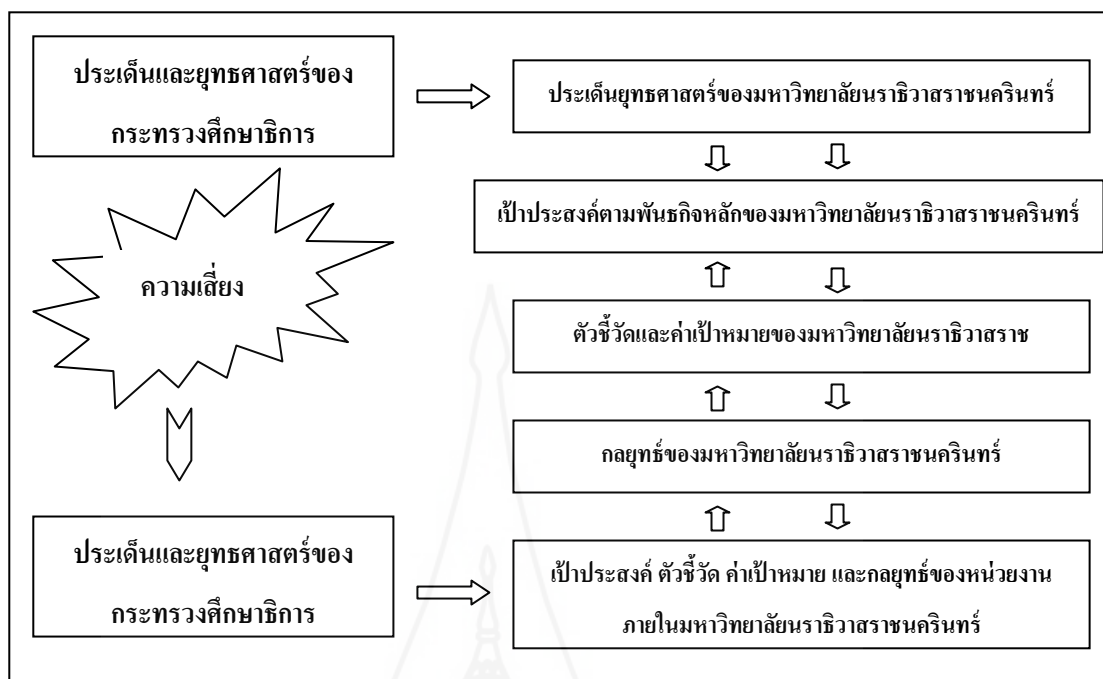 ประเด็นและยุทธศาสตร์ของ
กระทรวงศึกษาธิการ
ประเด็นยุทธศาสตร์ของมหาวิทยาลัยนราธิวาสราชนครินทร์
เป้าประสงค์ตามพันธกิจหลักของมหาวิทยาลัยนราธิวาสราชนครินทร์
ความเสี่ยง
ตัวชี้วัดและค่าเป้าหมายของมหาวิทยาลัยนราธิวาสราช
กลยุทธ์ของมหาวิทยาลัยนราธิวาสราชนครินทร์
ประเด็นและยุทธศาสตร์ของ
กระทรวงศึกษาธิการ
เป้าประสงค์ ตัวชี้วัด ค่าเป้าหมาย และกลยุทธ์ของหน่วยงาน
ภายในมหาวิทยาลัยนราธิวาสราชนครินทร์